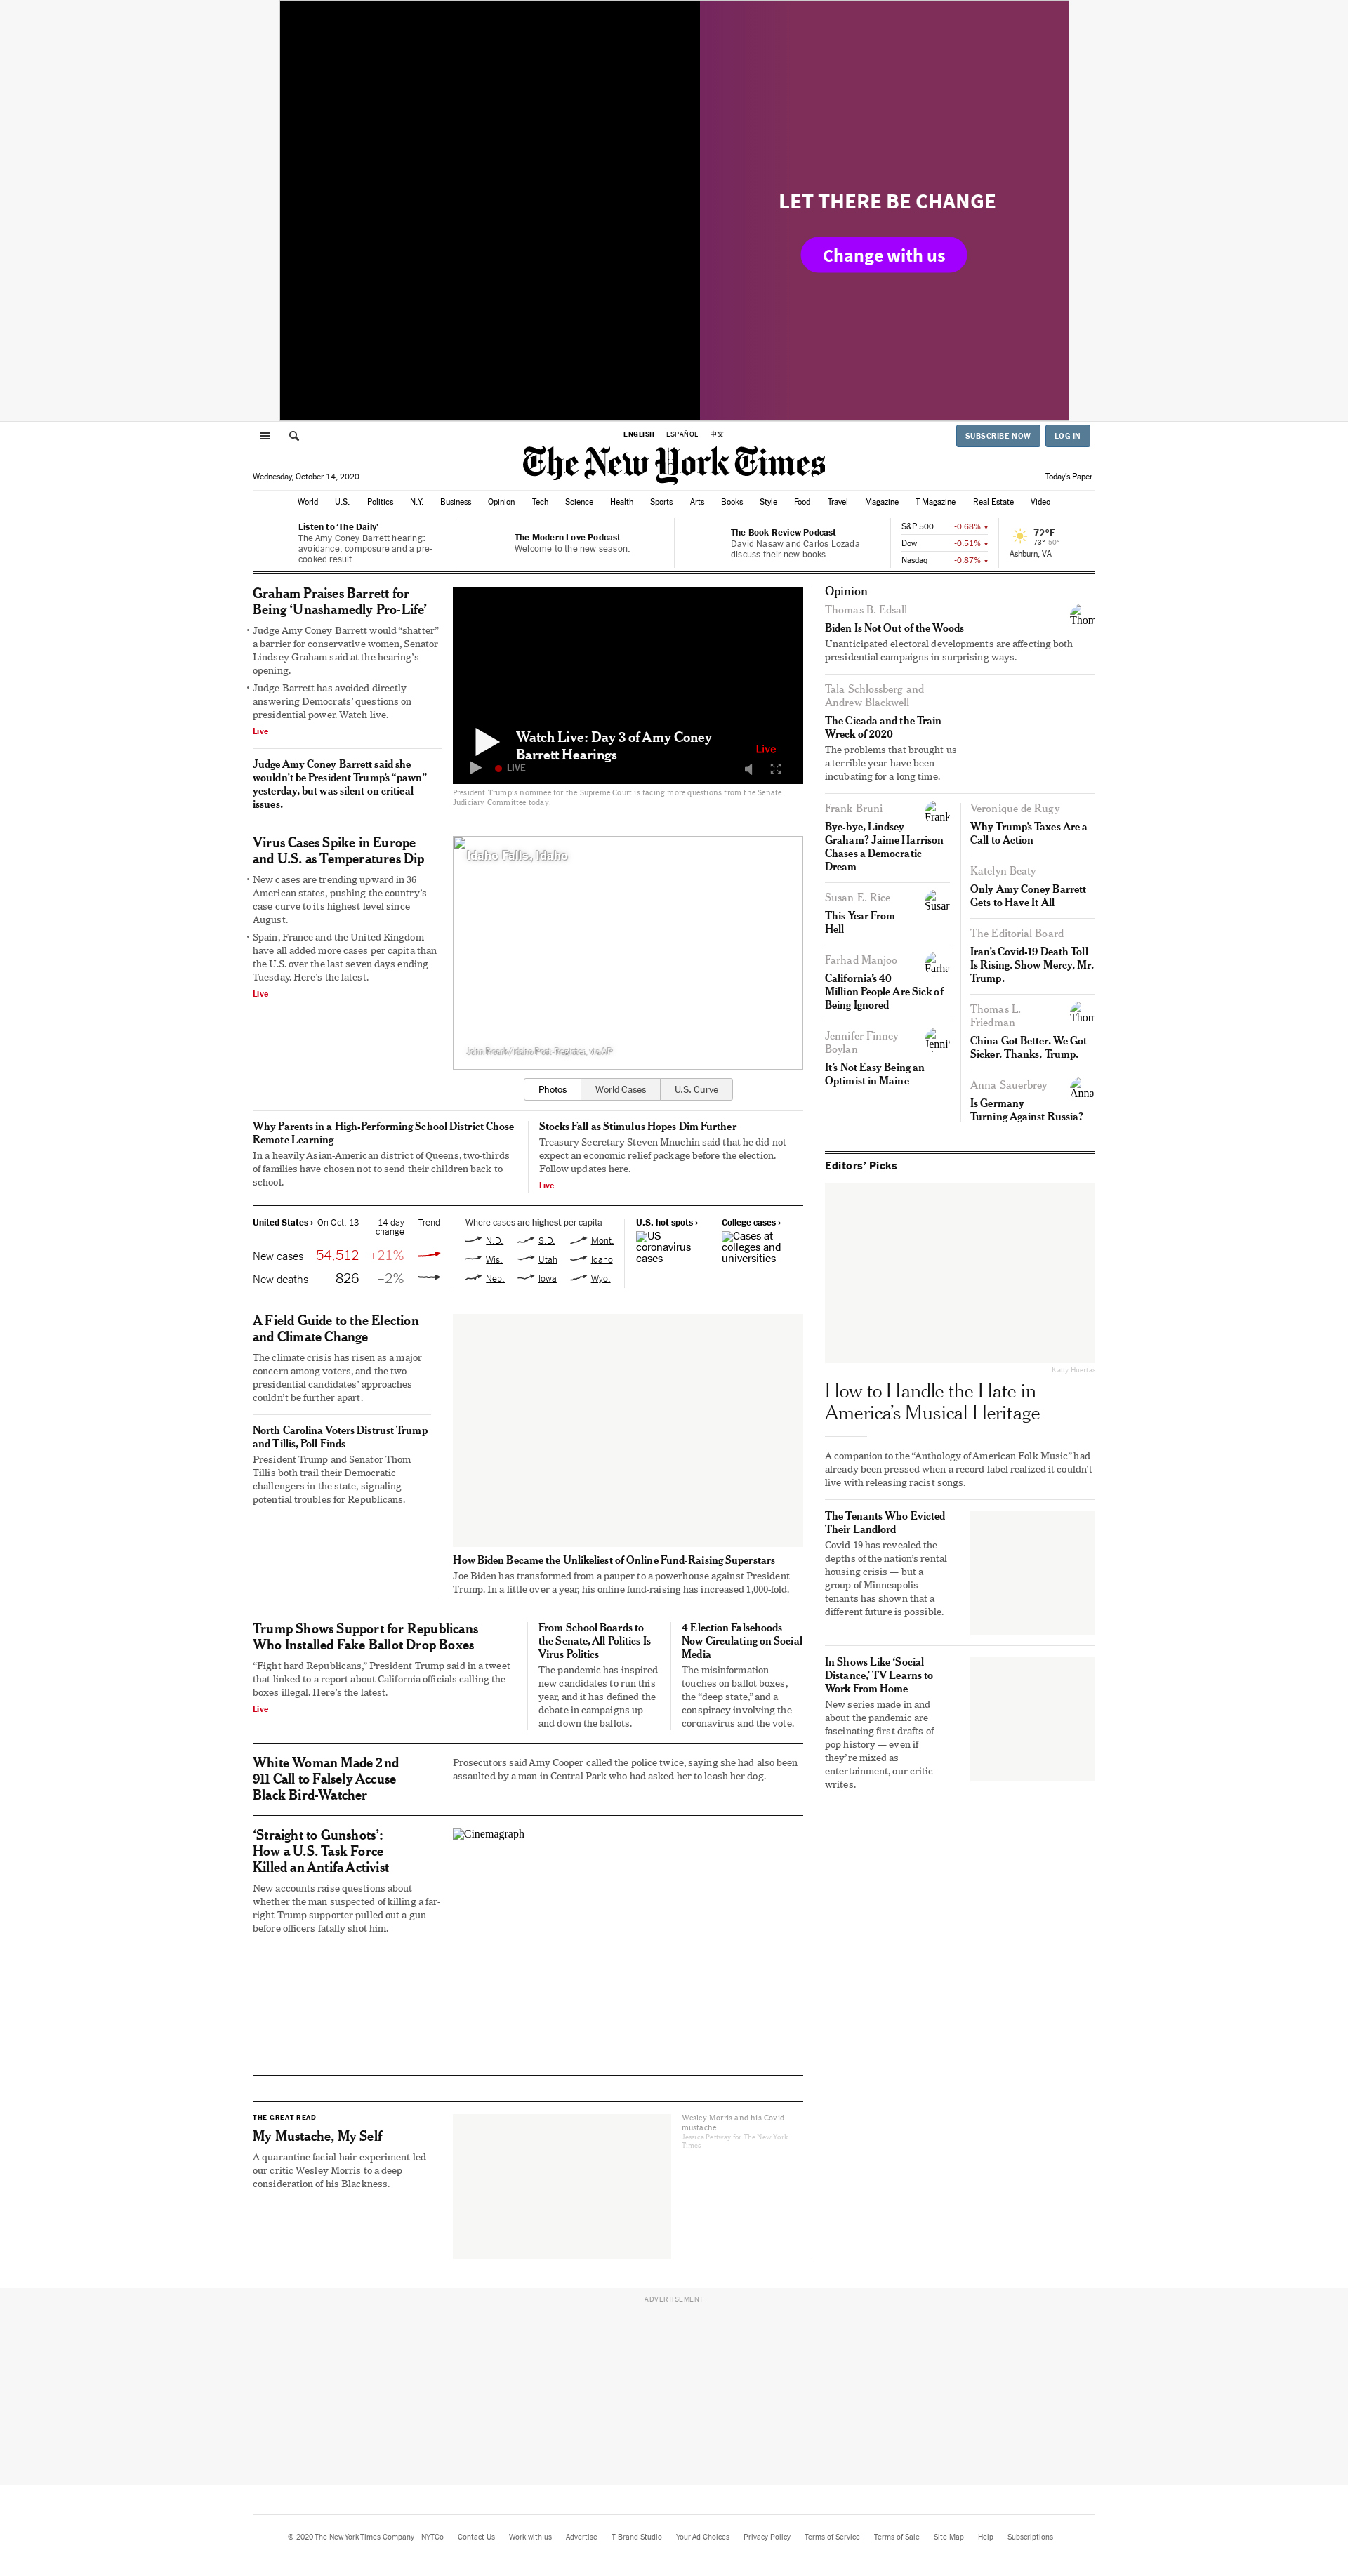 LET THERE BE CHANGE
Change with us
ENGLISH ESPAÑOL 中文
SUBSCRIBE NOW LOG IN
The New York Times
Wednesday, October 14, 2020
Today's Paper
World U.S. Politics N.Y. Business Opinion Tech Science Health Sports Arts Books Style Food Travel Magazine T Magazine Real Estate Video
Listen to 'The Daily'
The Amy Coney Barrett hearing:
avoidance, composure and a pre-
cooked result.
The Modern Love Podcast
Welcome to the new season.
The Book Review Podcast
David Nasaw and Carlos Lozada
discuss their new books.
S&P 500 -0.68% ↓
Dow -0.51% ↓
Nasdaq -0.87% ↓
72°F
73° 50°
Ashburn, VA
Graham Praises Barrett for
Being ‘Unashamedly Pro-Life’
• Judge Amy Coney Barrett would “shatter”
a barrier for conservative women, Senator
Lindsey Graham said at the hearing’s
opening.
• Judge Barrett has avoided directly
answering Democrats’ questions on
presidential power. Watch live.
Live
Judge Amy Coney Barrett said she
wouldn’t be President Trump’s “pawn”
yesterday, but was silent on critical
issues.
Watch Live: Day 3 of Amy Coney
Barrett Hearings
Live
LIVE
President Trump’s nominee for the Supreme Court is facing more questions from the Senate
Judiciary Committee today.
Virus Cases Spike in Europe
and U.S. as Temperatures Dip
• New cases are trending upward in 36
American states, pushing the country’s
case curve to its highest level since
August.
• Spain, France and the United Kingdom
have all added more cases per capita than
the U.S. over the last seven days ending
Tuesday. Here’s the latest.
Live
Idaho Falls, Idaho
John Roark/Idaho Post-Register, via AP
Photos World Cases U.S. Curve
Why Parents in a High-Performing School District Chose
Remote Learning
In a heavily Asian-American district of Queens, two-thirds
of families have chosen not to send their children back to
school.
Stocks Fall as Stimulus Hopes Dim Further
Treasury Secretary Steven Mnuchin said that he did not
expect an economic relief package before the election.
Follow updates here.
Live
United States › On Oct. 13 14-day
change Trend
New cases 54,512 +21%
New deaths 826 –2%
Where cases are highest per capita
N.D. S.D. Mont.
Wis. Utah Idaho
Neb. Iowa Wyo.
U.S. hot spots ›
US
coronavirus
cases
College cases ›
Cases at
colleges and
universities
A Field Guide to the Election
and Climate Change
The climate crisis has risen as a major
concern among voters, and the two
presidential candidates’ approaches
couldn’t be further apart.
North Carolina Voters Distrust Trump
and Tillis, Poll Finds
President Trump and Senator Thom
Tillis both trail their Democratic
challengers in the state, signaling
potential troubles for Republicans.
How Biden Became the Unlikeliest of Online Fund-Raising Superstars
Joe Biden has transformed from a pauper to a powerhouse against President
Trump. In a little over a year, his online fund-raising has increased 1,000-fold.
Trump Shows Support for Republicans
Who Installed Fake Ballot Drop Boxes
“Fight hard Republicans,” President Trump said in a tweet
that linked to a report about California officials calling the
boxes illegal. Here’s the latest.
Live
From School Boards to
the Senate, All Politics Is
Virus Politics
The pandemic has inspired
new candidates to run this
year, and it has defined the
debate in campaigns up
and down the ballots.
4 Election Falsehoods
Now Circulating on Social
Media
The misinformation
touches on ballot boxes,
the “deep state,” and a
conspiracy involving the
coronavirus and the vote.
White Woman Made 2nd
911 Call to Falsely Accuse
Black Bird-Watcher
Prosecutors said Amy Cooper called the police twice, saying she had also been
assaulted by a man in Central Park who had asked her to leash her dog.
‘Straight to Gunshots’:
How a U.S. Task Force
Killed an Antifa Activist
New accounts raise questions about
whether the man suspected of killing a far-
right Trump supporter pulled out a gun
before officers fatally shot him.
Cinemagraph
THE GREAT READ
My Mustache, My Self
A quarantine facial-hair experiment led
our critic Wesley Morris to a deep
consideration of his Blackness.
Wesley Morris and his Covid
mustache.
Jessica Pettway for The New York
Times
Opinion
Thomas B. Edsall
Thom
Biden Is Not Out of the Woods
Unanticipated electoral developments are affecting both
presidential campaigns in surprising ways.
Tala Schlossberg and
Andrew Blackwell
The Cicada and the Train
Wreck of 2020
The problems that brought us
a terrible year have been
incubating for a long time.
Frank Bruni
Frank
Bye-bye, Lindsey
Graham? Jaime Harrison
Chases a Democratic
Dream
Susan E. Rice
Susan
This Year From
Hell
Farhad Manjoo
Farha
California’s 40
Million People Are Sick of
Being Ignored
Jennifer Finney
Boylan
Jenni
It’s Not Easy Being an
Optimist in Maine
Veronique de Rugy
Why Trump’s Taxes Are a
Call to Action
Katelyn Beaty
Only Amy Coney Barrett
Gets to Have It All
The Editorial Board
Iran’s Covid-19 Death Toll
Is Rising. Show Mercy, Mr.
Trump.
Thomas L.
Friedman
Thom
China Got Better. We Got
Sicker. Thanks, Trump.
Anna Sauerbrey
Anna
Is Germany
Turning Against Russia?
Editors’ Picks
Katty Huertas
How to Handle the Hate in
America’s Musical Heritage
A companion to the “Anthology of American Folk Music” had
already been pressed when a record label realized it couldn’t
live with releasing racist songs.
The Tenants Who Evicted
Their Landlord
Covid-19 has revealed the
depths of the nation’s rental
housing crisis — but a
group of Minneapolis
tenants has shown that a
different future is possible.
In Shows Like ‘Social
Distance,’ TV Learns to
Work From Home
New series made in and
about the pandemic are
fascinating first drafts of
pop history — even if
they’re mixed as
entertainment, our critic
writes.
ADVERTISEMENT
© 2020 The New York Times Company NYTCo Contact Us Work with us Advertise T Brand Studio Your Ad Choices Privacy Policy Terms of Service Terms of Sale Site Map Help Subscriptions